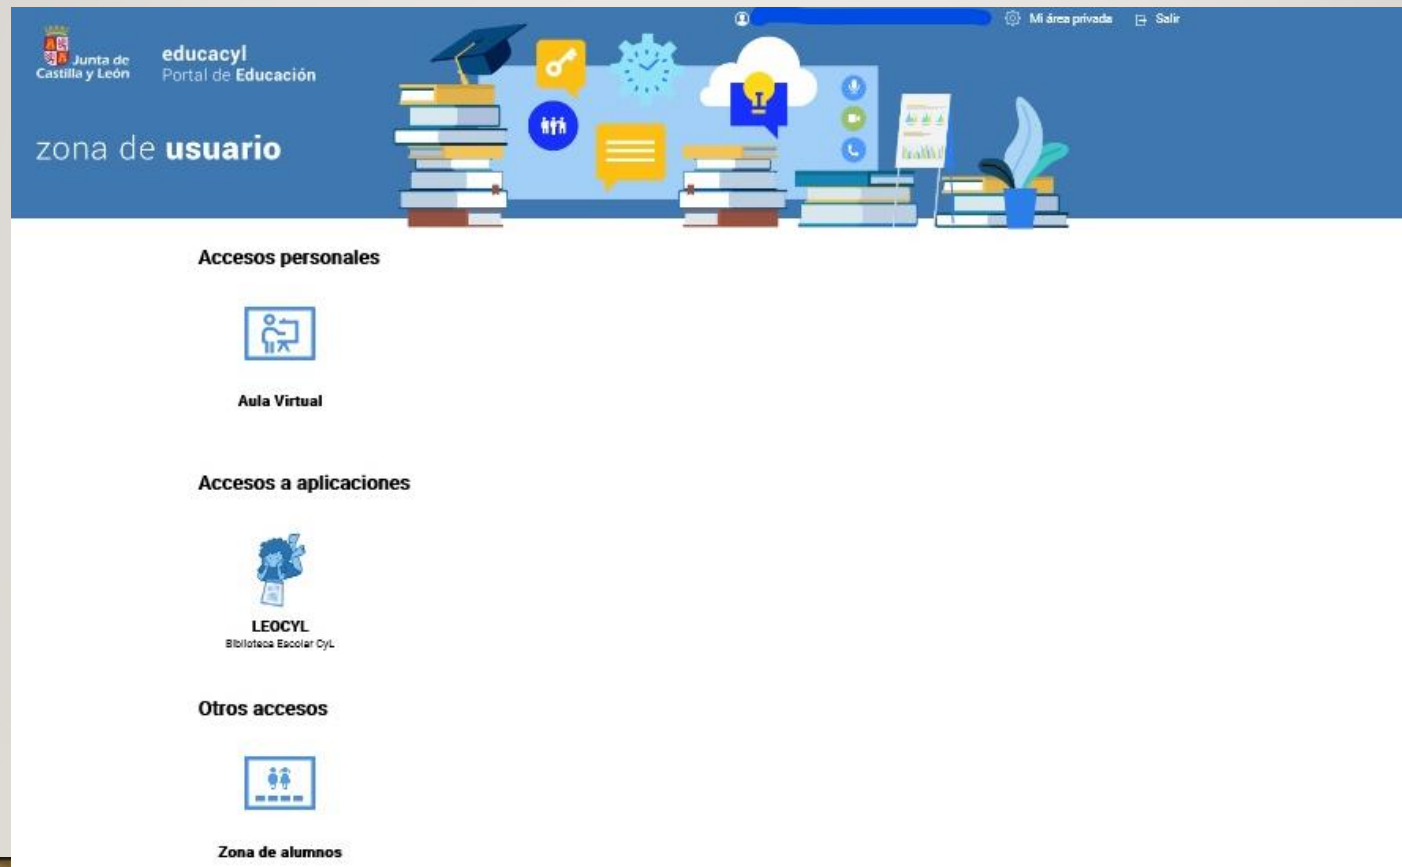 Mi área privada Salir
Junta de
Castilla y León
educacyl
Portal de Educación
zona de usuario
Accesos personales
Aula Virtual
Accesos a aplicaciones
LEOCYL
Biblioteca Escolar CyL
Otros accesos
Zona de alumnos